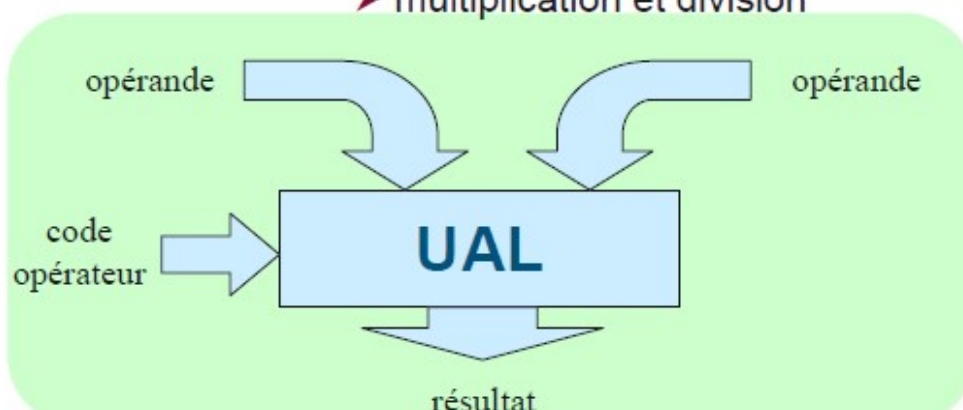 multiplication et division
opérande
opérande
code
opérateur
UAL
résultat